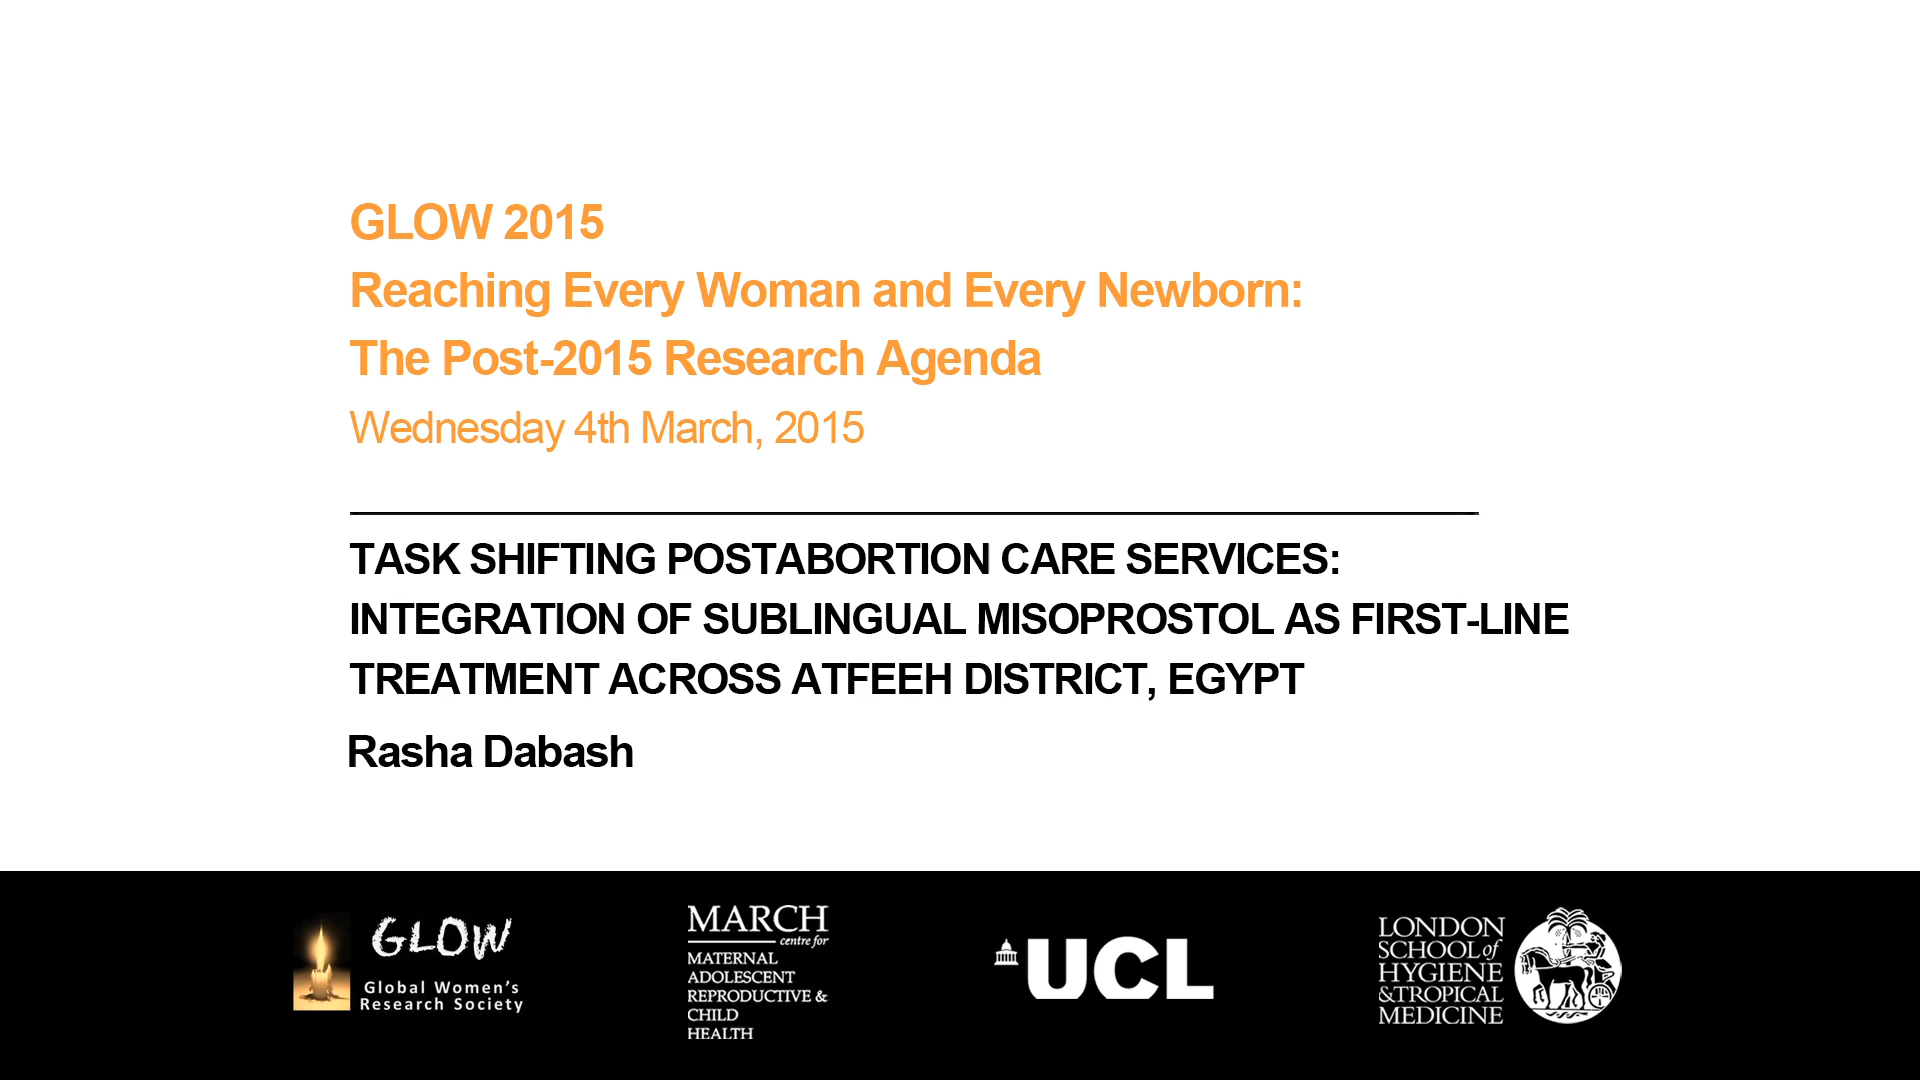 GLOW 2015
Reaching Every Woman and Every Newborn:
The Post-2015 Research Agenda
Wednesday 4th March, 2015
TASK SHIFTING POSTABORTION CARE SERVICES:
INTEGRATION OF SUBLINGUAL MISOPROSTOL AS FIRST-LINE
TREATMENT ACROSS ATFEEH DISTRICT, EGYPT
Rasha Dabash
GLOW
Global Women's
Research Society
MARCH
centre for
MATERNAL
ADOLESCENT
REPRODUCTIVE &
CHILD
HEALTH
UCL
LONDON
SCHOOL of
HYGIENE
&TROPICAL
MEDICINE